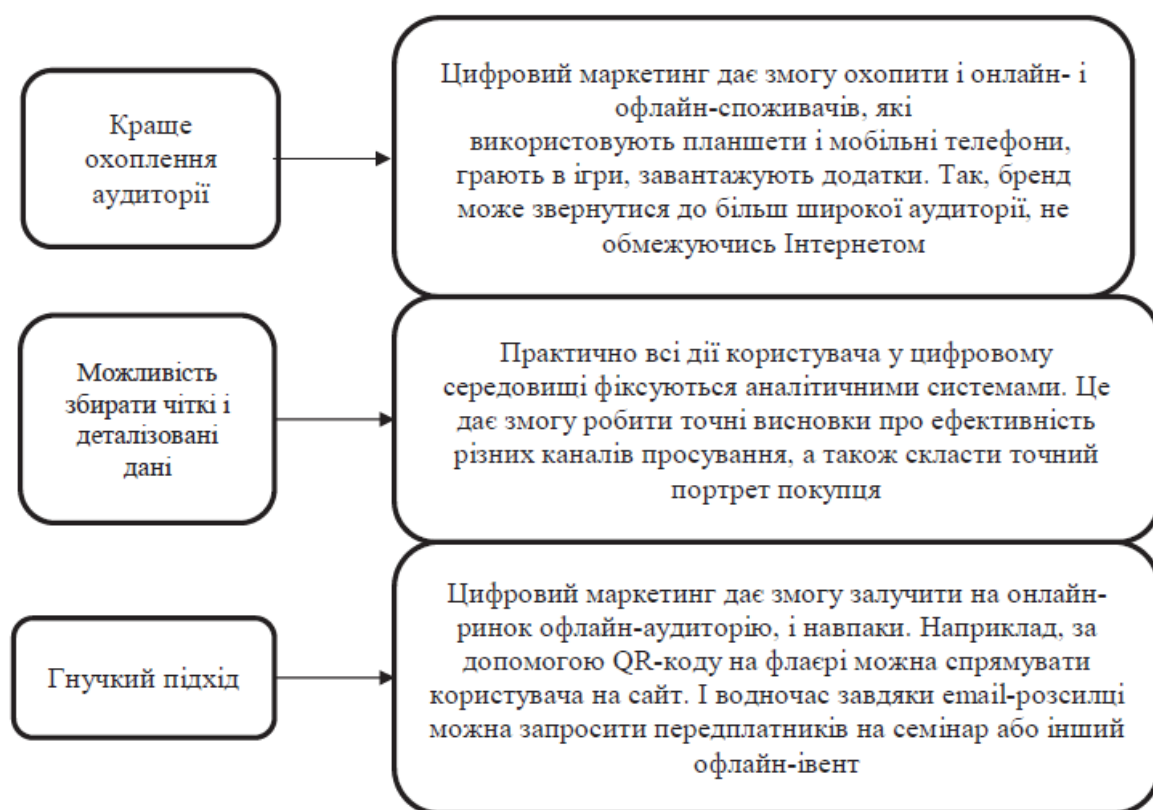 Краще
охоплення
аудиторії
Цифровий маркетинг дає змогу охопити і онлайн- і
офлайн-споживачів, які
використовують планшети і мобільні телефони,
грають в ігри, завантажують додатки. Так, бренд
може звернутися до більш широкої аудиторії, не
обмежуючись Інтернетом
Можливість
збирати чіткі і
деталізовані
дані
Практично всі дії користувача у цифровому
середовищі фіксуються аналітичними системами. Це
дає змогу робити точні висновки про ефективність
різних каналів просування, а також скласти точний
портрет покупця
Гнучкий підхід
Цифровий маркетинг дає змогу залучити на онлайн-
ринок офлайн-аудиторію, і навпаки. Наприклад, за
допомогою QR-коду на флаєрі можна спрямувати
користувача на сайт. І водночас завдяки email-розсилці
можна запросити передплатників на семінар або інший
офлайн-івент